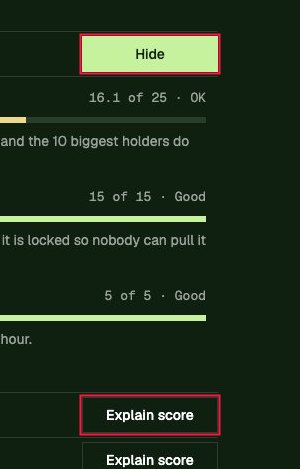 Hide
16.1 of 25 · OK
and the 10 biggest holders do
15 of 15 · Good
it is locked so nobody can pull it
5 of 5 · Good
hour.
Explain score
Explain score